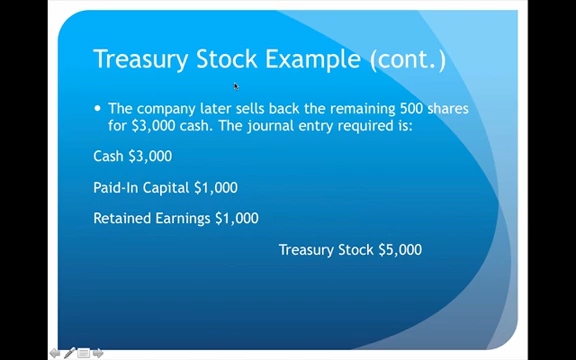 Treasury Stock Example (cont.)
• The company later sells back the remaining 500 shares
for $3,000 cash. The journal entry required is:
Cash $3,000
Paid-In Capital $1,000
Retained Earnings $1,000
Treasury Stock $5,000